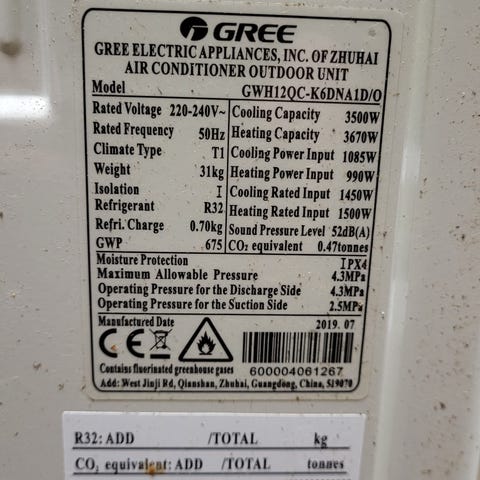 GREE
GREE ELECTRIC APPLIANCES, INC. OF ZHUHAI
AIR CONDITIONER OUTDOOR UNIT
Model GWH12QC-K6DNA1D/O
Rated Voltage 220-240V~
Rated Frequency 50Hz
Climate Type T1
Weight 31kg
Isolation I
Refrigerant R32
Refri. Charge 0.70kg
GWP 675
Cooling Capacity 3500W
Heating Capacity 3670W
Cooling Power Input 1085W
Heating Power Input 990W
Cooling Rated Input 1450W
Heating Rated Input 1500W
Sound Pressure Level 52dB(A)
CO₂ equivalent 0.47tonnes
Moisture Protection IPX4
Maximum Allowable Pressure 4.3MPa
Operating Pressure for the Discharge Side 4.3MPa
Operating Pressure for the Suction Side 2.5MPa
Manufactured Date 2019. 07
CE
600004061267
Contains fluorinated greenhouse gases
Add: West Jinji Rd, Qianshan, Zhuhai, Guangdong, China, 519070
R32: ADD /TOTAL kg
CO₂ equivalent: ADD /TOTAL tonnes